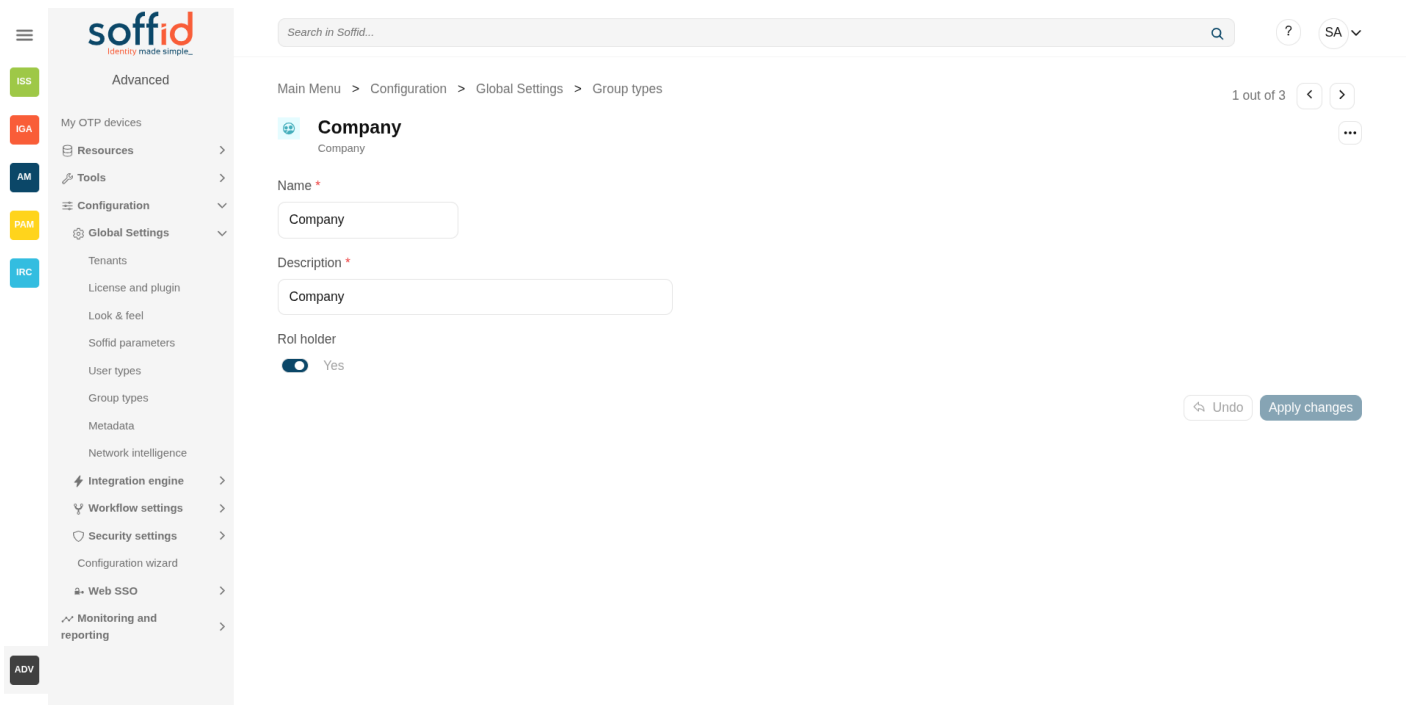 soffid
Identity made simple_
Advanced
ISS
IGA
AM
PAM
IRC
ADV
My OTP devices
Resources
Tools
Configuration
Global Settings
Tenants
License and plugin
Look & feel
Soffid parameters
User types
Group types
Metadata
Network intelligence
Integration engine
Workflow settings
Security settings
Configuration wizard
Web SSO
Monitoring and
reporting
Search in Soffid...
?
SA
Main Menu > Configuration > Global Settings > Group types
1 out of 3
Company
Company
Name *
Company
Description *
Company
Rol holder
Yes
Undo
Apply changes